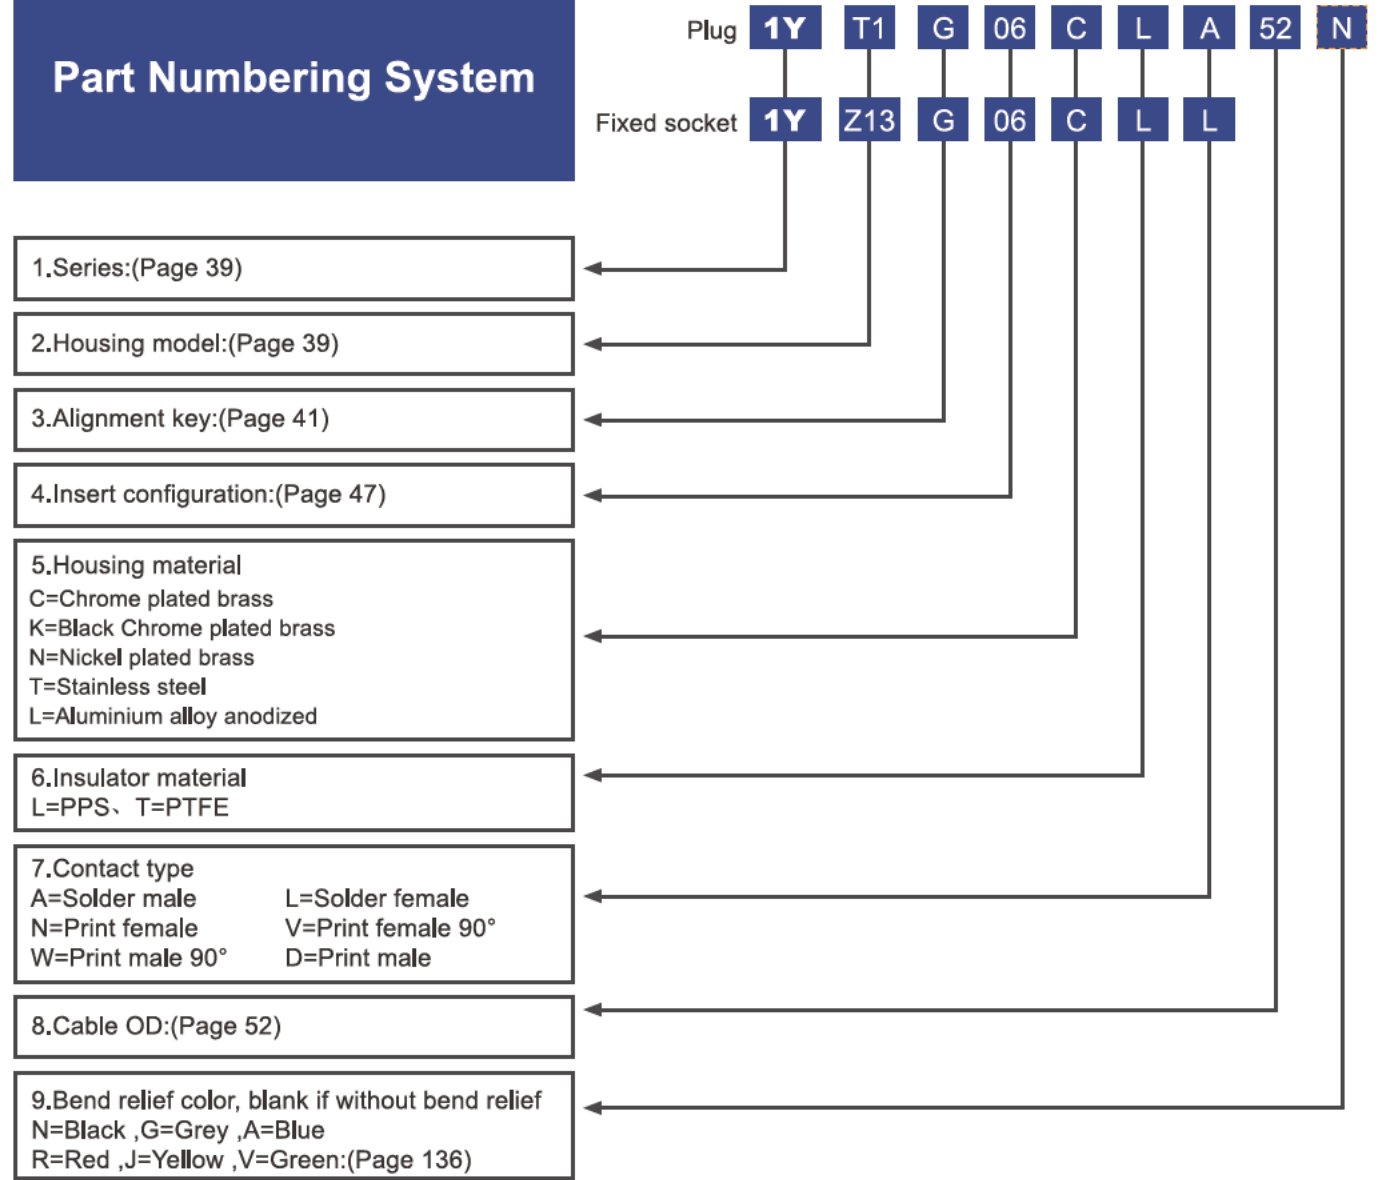 Part Numbering System
Plug 1Y T1 G 06 C L A 52 N
Fixed socket 1Y Z13 G 06 C L L
1.Series:(Page 39)
2.Housing model:(Page 39)
3.Alignment key:(Page 41)
4.Insert configuration:(Page 47)
5.Housing material
C=Chrome plated brass
K=Black Chrome plated brass
N=Nickel plated brass
T=Stainless steel
L=Aluminium alloy anodized
6.Insulator material
L=PPS、T=PTFE
7.Contact type
A=Solder male L=Solder female
N=Print female V=Print female 90°
W=Print male 90° D=Print male
8.Cable OD:(Page 52)
9.Bend relief color, blank if without bend relief
N=Black ,G=Grey ,A=Blue
R=Red ,J=Yellow ,V=Green:(Page 136)